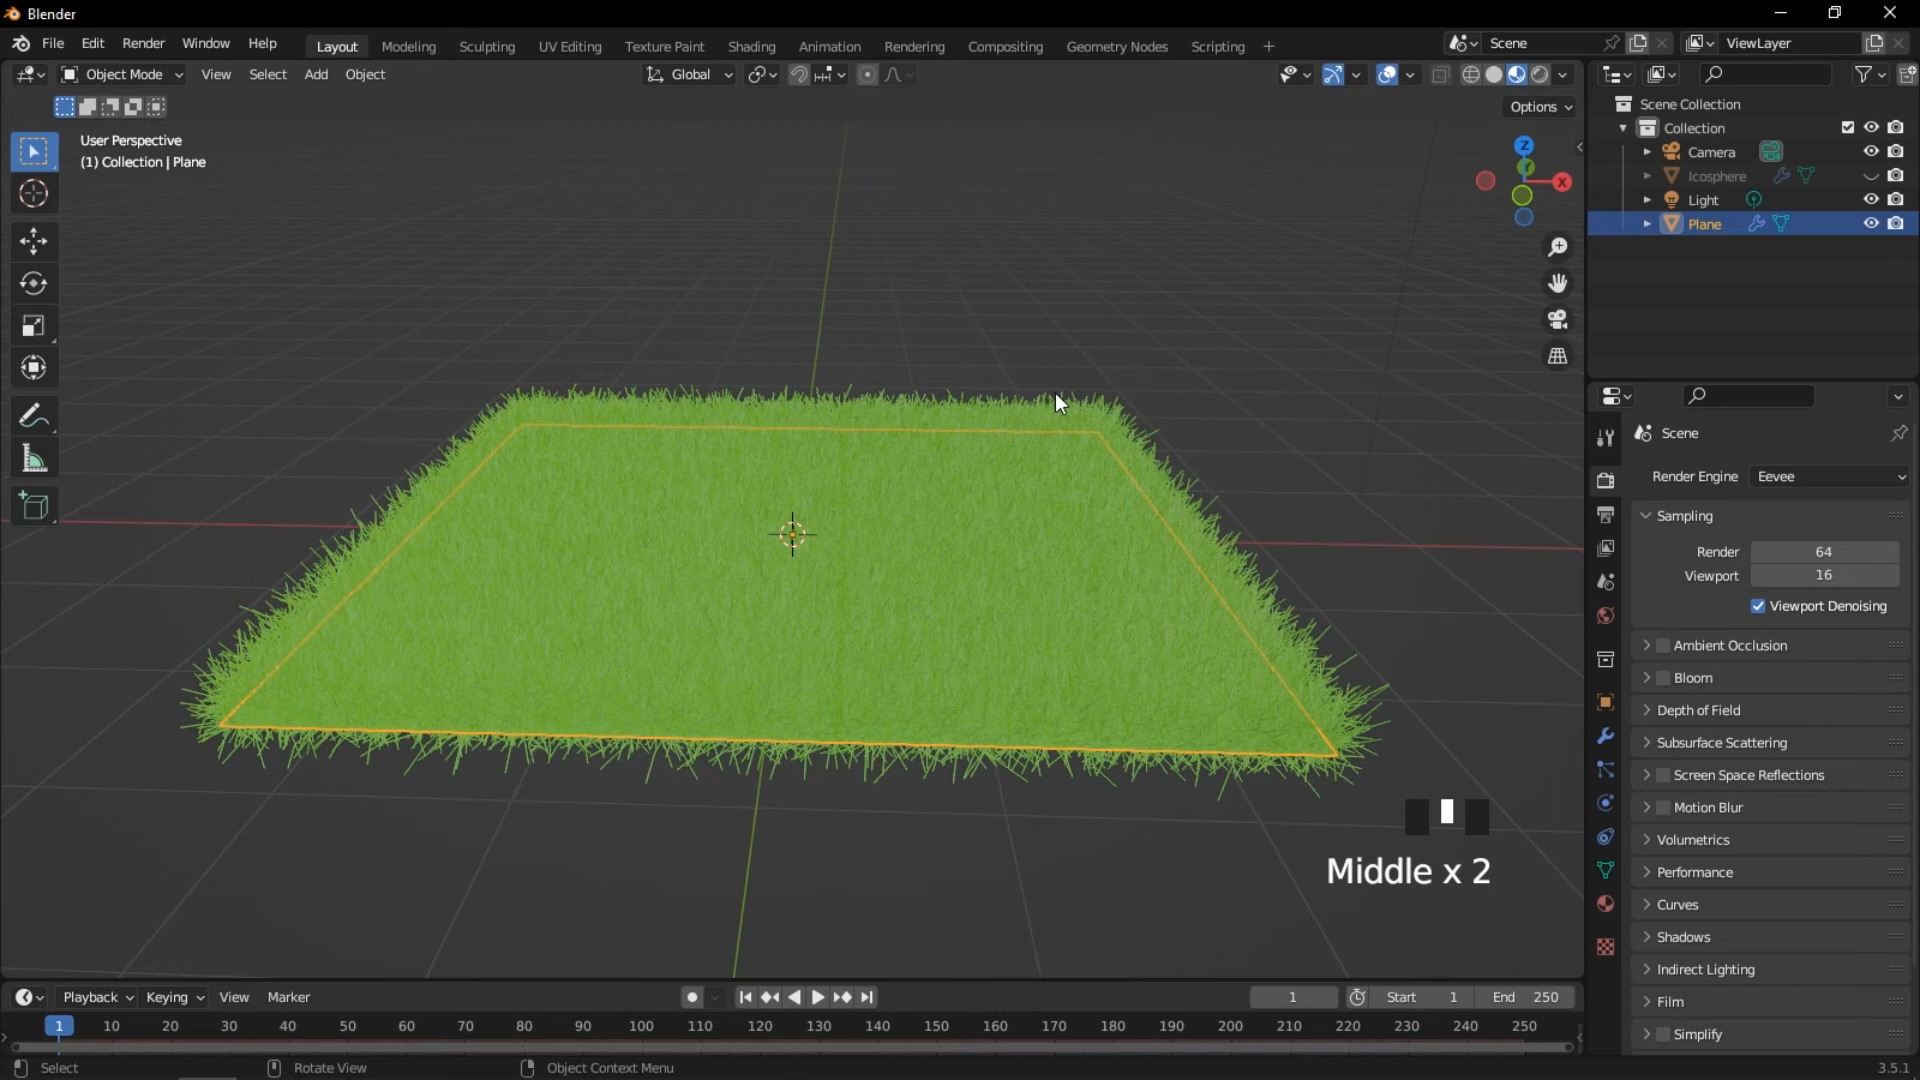 Blender
File Edit Render Window Help Layout Modeling Sculpting UV Editing Texture Paint Shading Animation Rendering Compositing Geometry Nodes Scripting + Scene ViewLayer
Object Mode View Select Add Object Global
Options
User Perspective
(1) Collection | Plane
Z
Y
X
Scene Collection
Collection
Camera
Icosphere
Light
Plane
Scene
Render Engine Eevee
Sampling
Render 64
Viewport 16
Viewport Denoising
Ambient Occlusion
Bloom
Depth of Field
Subsurface Scattering
Screen Space Reflections
Motion Blur
Volumetrics
Performance
Curves
Shadows
Indirect Lighting
Film
Simplify
Middle x 2
Playback Keying View Marker 1 Start 1 End 250
1 10 20 30 40 50 60 70 80 90 100 110 120 130 140 150 160 170 180 190 200 210 220 230 240 250
Select Rotate View Object Context Menu 3.5.1